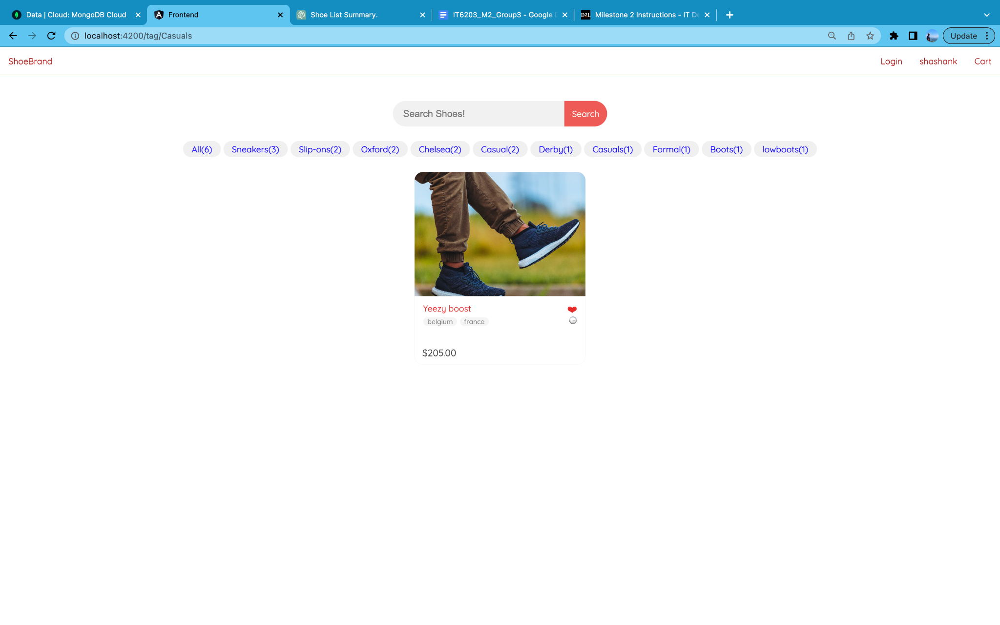 Data | Cloud: MongoDB Cloud
Frontend
Shoe List Summary.
IT6203_M2_Group3 - Google
Milestone 2 Instructions - IT
localhost:4200/tag/Casuals
Update
ShoeBrand
Login shashank Cart
Search Shoes! Search
All(6) Sneakers(3) Slip-ons(2) Oxford(2) Chelsea(2) Casual(2) Derby(1) Casuals(1) Formal(1) Boots(1) lowboots(1)
Yeezy boost
belgium france
$205.00